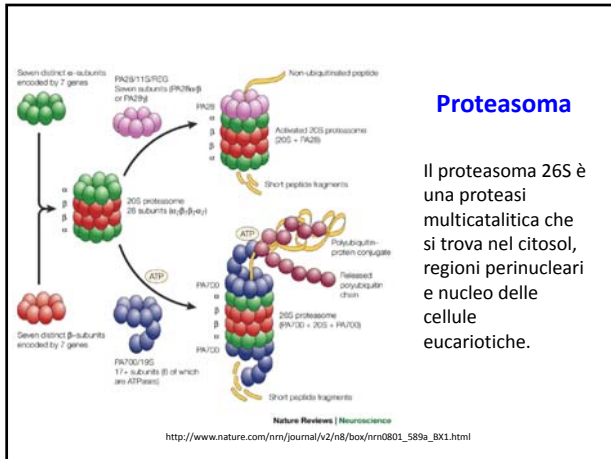 Seven distinct α-subunits
encoded by 7 genes
PA28/11S/REG
Seven subunits (PA28αβ
or PA28γ)
Non-ubiquitinated peptide
PA28
α
β
β
α
Activated 20S proteasome
(20S + PA28)
Short peptide fragments
α
β
β
α
20S proteasome
28 subunits (α₇β₇β₇α₇)
ATP
ATP
Polyubiquitin-
protein conjugate
Released
polyubiquitin
chain
PA700
α
β
β
α
PA700
26S proteasome
(PA700 + 20S + PA700)
Seven distinct β-subunits
encoded by 7 genes
PA700/19S
17+ subunits (6 of which
are ATPases)
Short peptide fragments
Nature Reviews | Neuroscience
http://www.nature.com/nrn/journal/v2/n8/box/nrn0801_589a_BX1.html
Proteasoma
Il proteasoma 26S è
una proteasi
multicatalitica che
si trova nel citosol,
regioni perinucleari
e nucleo delle
cellule
eucariotiche.